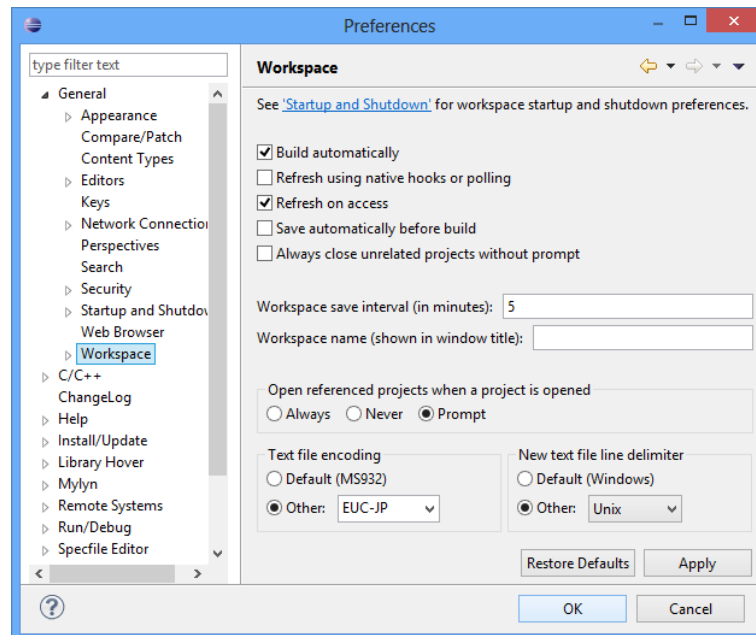 Preferences
type filter text
General
Appearance
Compare/Patch
Content Types
Editors
Keys
Network Connection
Perspectives
Search
Security
Startup and Shutdov
Web Browser
Workspace
C/C++
ChangeLog
Help
Install/Update
Library Hover
Mylyn
Remote Systems
Run/Debug
Specfile Editor
Workspace
See 'Startup and Shutdown' for workspace startup and shutdown preferences.
Build automatically
Refresh using native hooks or polling
Refresh on access
Save automatically before build
Always close unrelated projects without prompt
Workspace save interval (in minutes): 5
Workspace name (shown in window title):
Open referenced projects when a project is opened
Always Never Prompt
Text file encoding
Default (MS932)
Other: EUC-JP
New text file line delimiter
Default (Windows)
Other: Unix
Restore Defaults Apply
? OK Cancel